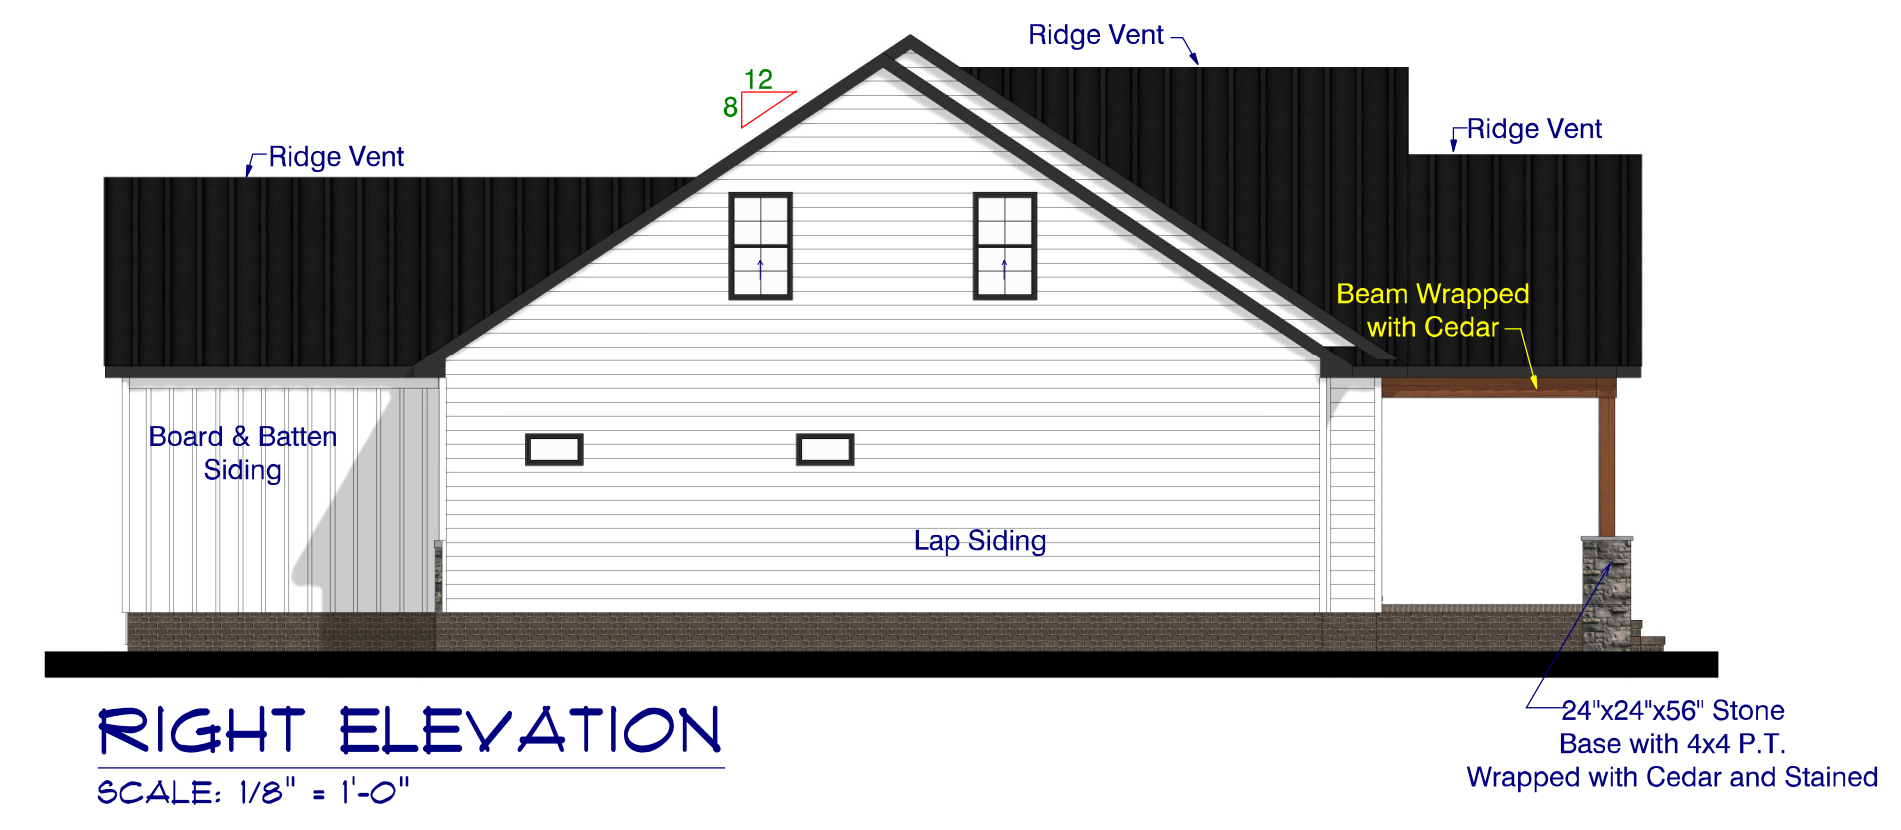 Ridge Vent
12
8
Ridge Vent
Ridge Vent
Beam Wrapped
with Cedar
Board & Batten
Siding
Lap Siding
RIGHT ELEVATION
SCALE: 1/8" = 1'-0"
24"x24"x56" Stone
Base with 4x4 P.T.
Wrapped with Cedar and Stained